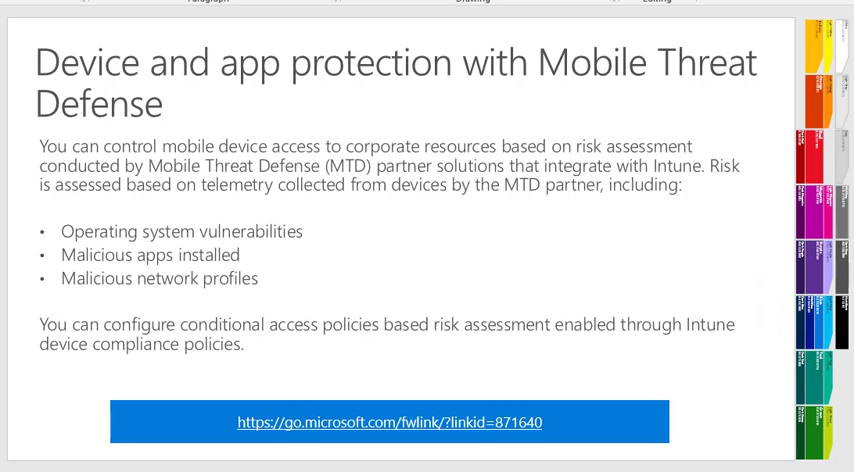 Paragraph
Drawing
Editing
Device and app protection with Mobile Threat
Defense
You can control mobile device access to corporate resources based on risk assessment
conducted by Mobile Threat Defense (MTD) partner solutions that integrate with Intune. Risk
is assessed based on telemetry collected from devices by the MTD partner, including:
• Operating system vulnerabilities
• Malicious apps installed
• Malicious network profiles
You can configure conditional access policies based risk assessment enabled through Intune
device compliance policies.
https://go.microsoft.com/fwlink/?linkid=871640